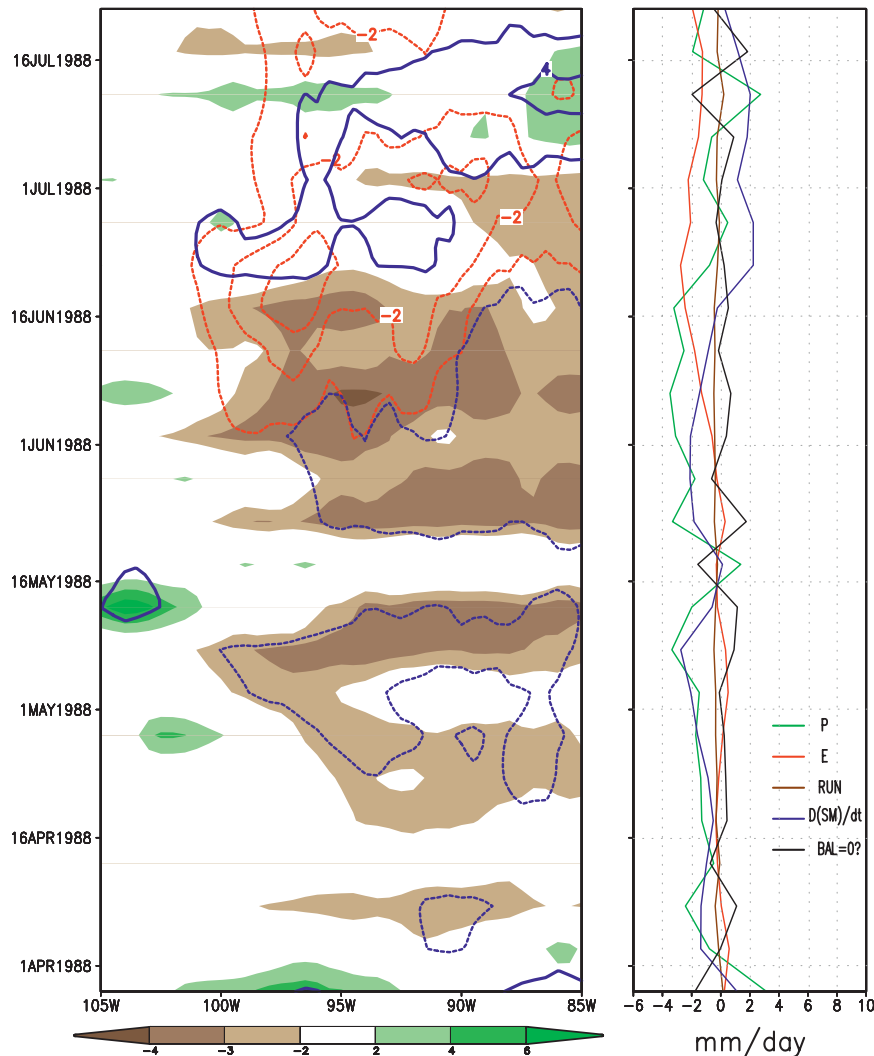 16JUL1988
1JUL1988
16JUN1988
1JUN1988
16MAY1988
1MAY1988
16APR1988
1APR1988
-2
4
-2
-2
-2
105W 100W 95W 90W 85W
-4 -3 -2 2 4 6
P
E
RUN
D(SM)/dt
BAL=0?
-6 -4 -2 0 2 4 6 8 10
mm/day